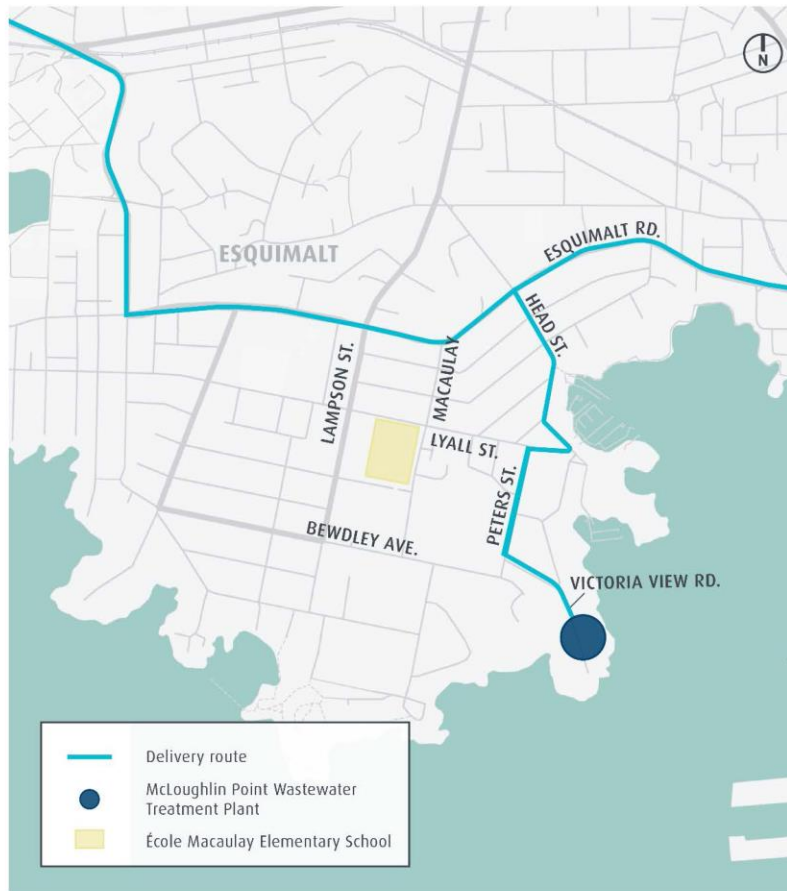 N
ESQUIMALT
ESQUIMALT RD.
HEAD ST.
MACAULAY
LAMPSON ST.
LYALL ST.
PETERS ST.
BEWDLEY AVE.
VICTORIA VIEW RD.
Delivery route
McLoughlin Point Wastewater
Treatment Plant
École Macaulay Elementary School